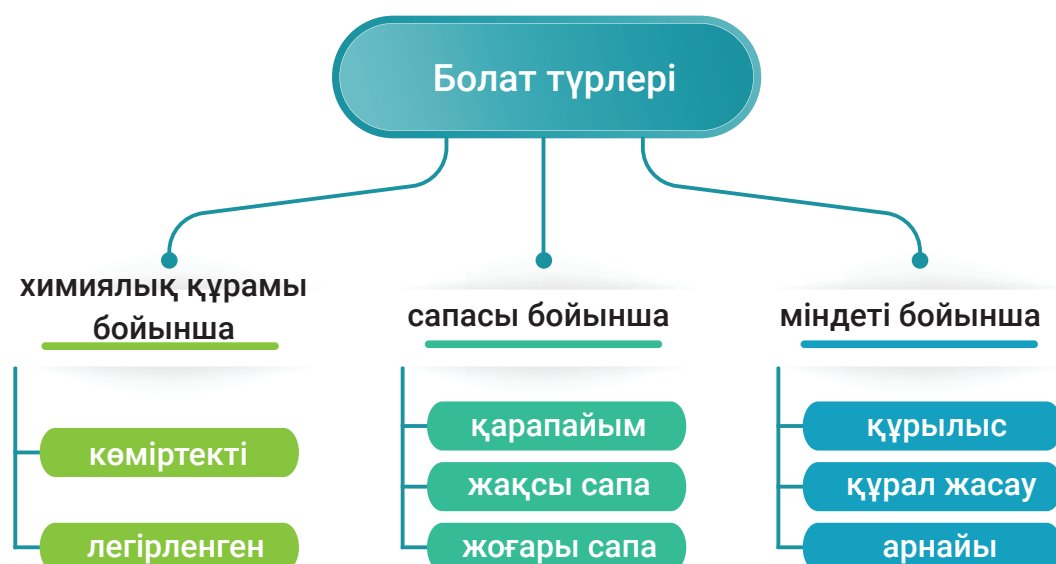 Болат түрлері
химиялық құрамы
бойынша
көміртекті
легірленген
сапасы бойынша
қарапайым
жақсы сапа
жоғары сапа
міндеті бойынша
құрылыс
құрал жасау
арнайы